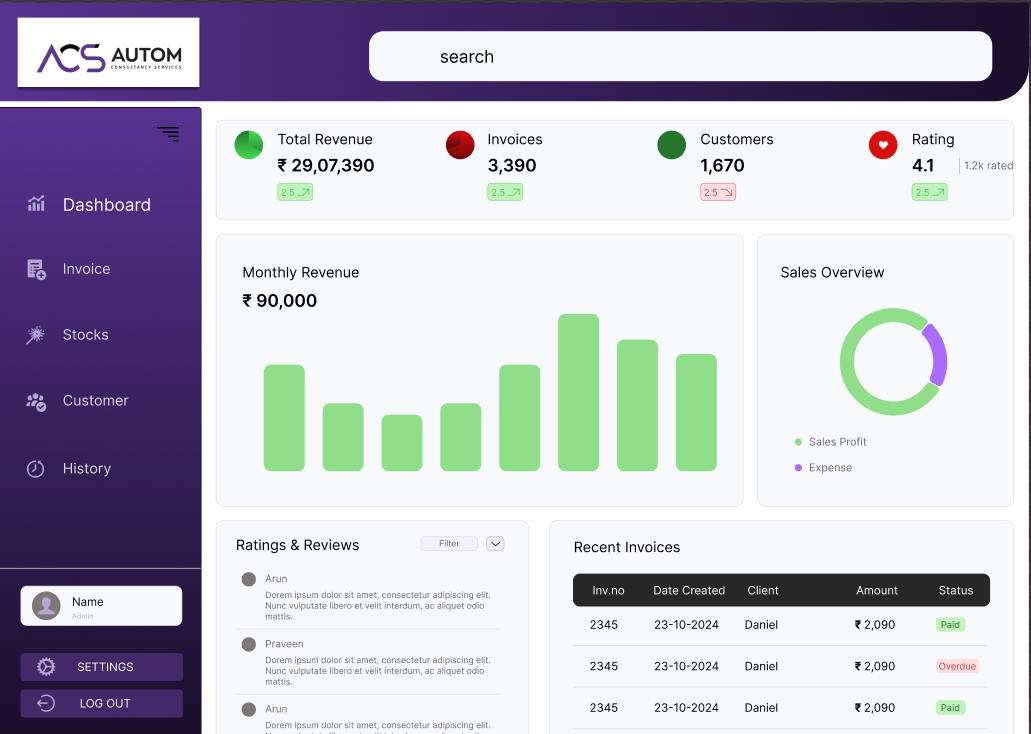 ACS AUTOM
CONSULTANCY SERVICES
search
Dashboard
Invoice
Stocks
Customer
History
Name
Admin
SETTINGS
LOG OUT
Total Revenue
₹ 29,07,390
2.5
Invoices
3,390
2.5
Customers
1,670
2.5
Rating
4.1 1.2k rated
2.5
Monthly Revenue
₹ 90,000
Sales Overview
Sales Profit
Expense
Ratings & Reviews Filter
Arun
Dorem ipsum dolor sit amet, consectetur adipiscing elit.
Nunc vulputate libero et velit interdum, ac aliquet odio
mattis.
Praveen
Dorem ipsum dolor sit amet, consectetur adipiscing elit.
Nunc vulputate libero et velit interdum, ac aliquet odio
mattis.
Arun
Dorem ipsum dolor sit amet, consectetur adipiscing elit.
Recent Invoices
Inv.no Date Created Client Amount Status
2345 23-10-2024 Daniel ₹ 2,090 Paid
2345 23-10-2024 Daniel ₹ 2,090 Overdue
2345 23-10-2024 Daniel ₹ 2,090 Paid